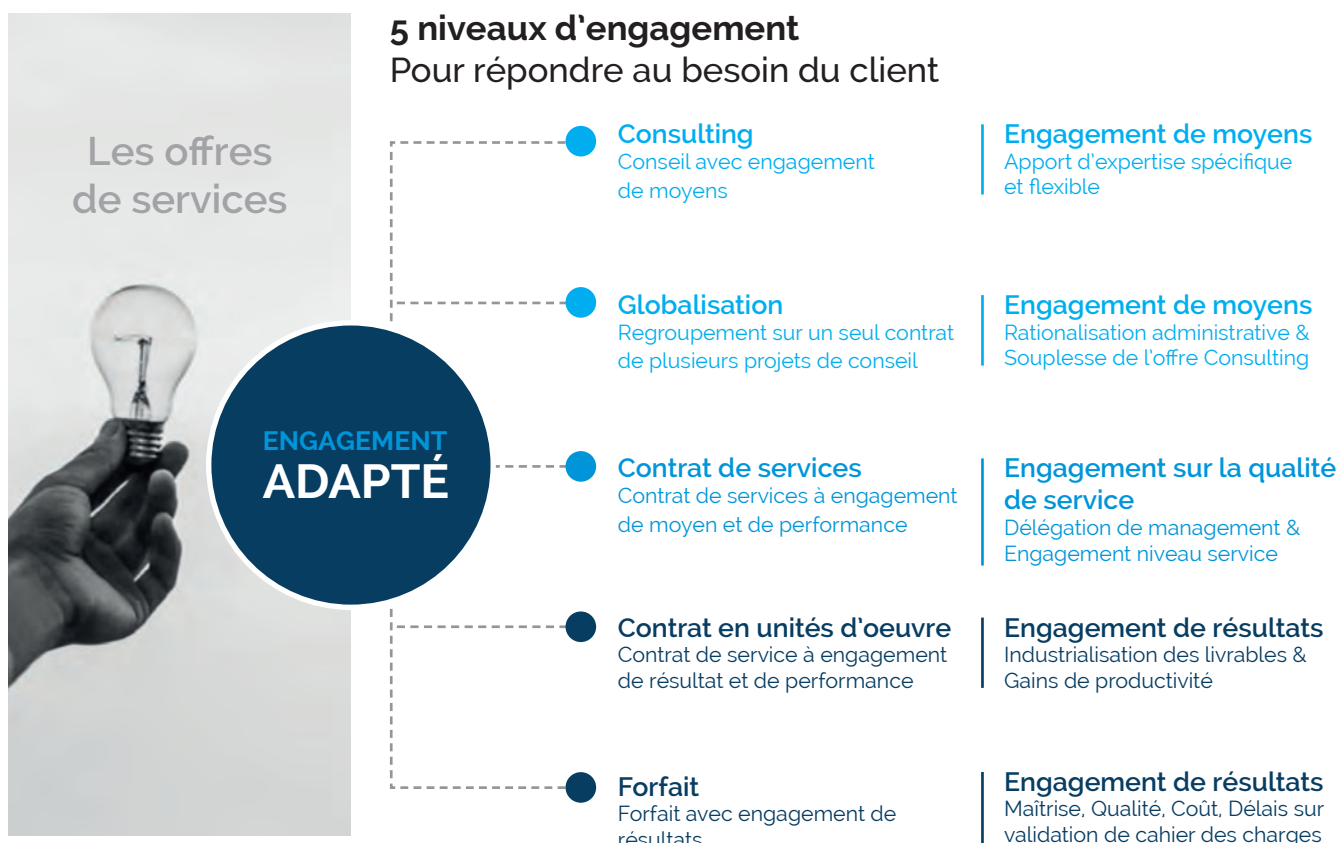 5 niveaux d'engagement
Pour répondre au besoin du client
Les offres
de services
ENGAGEMENT
ADAPTÉ
Consulting
Conseil avec engagement
de moyens
Engagement de moyens
Apport d'expertise spécifique
et flexible
Globalisation
Regroupement sur un seul contrat
de plusieurs projets de conseil
Engagement de moyens
Rationalisation administrative &
Souplesse de l'offre Consulting
Contrat de services
Contrat de services à engagement
de moyen et de performance
Engagement sur la qualité
de service
Délégation de management &
Engagement niveau service
Contrat en unités d'oeuvre
Contrat de service à engagement
de résultat et de performance
Engagement de résultats
Industrialisation des livrables &
Gains de productivité
Forfait
Forfait avec engagement de
résultats
Engagement de résultats
Maîtrise, Qualité, Coût, Délais sur
validation de cahier des charges